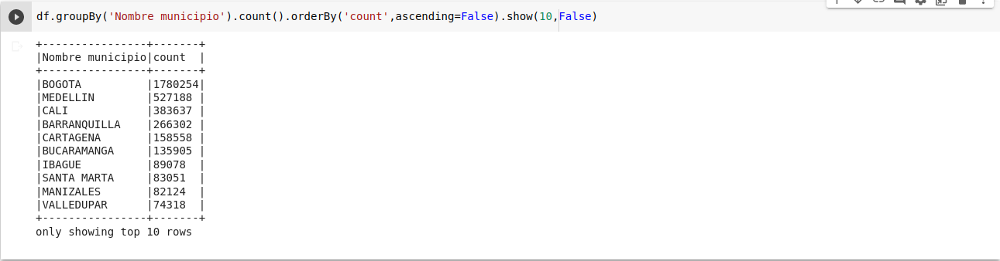 df.groupBy('Nombre municipio').count().orderBy('count',ascending=False).show(10,False)
+----------------+-------+
|Nombre municipio|count  |
+----------------+-------+
|BOGOTA          |1780254|
|MEDELLIN        |527188 |
|CALI            |383637 |
|BARRANQUILLA    |266302 |
|CARTAGENA       |158558 |
|BUCARAMANGA     |135905 |
|IBAGUE          |89078  |
|SANTA MARTA     |83051  |
|MANIZALES       |82124  |
|VALLEDUPAR      |74318  |
+----------------+-------+
only showing top 10 rows